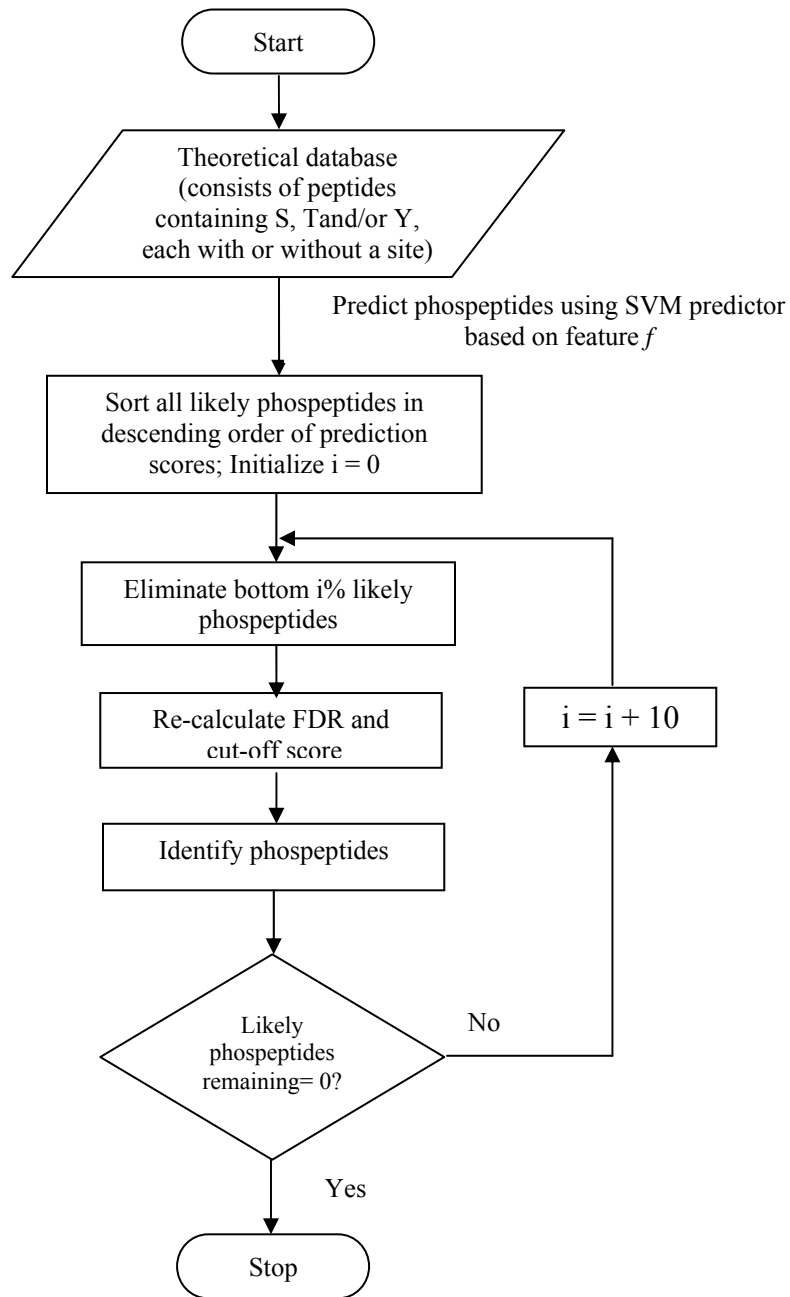 Start
Theoretical database
(consists of peptides
containing S, Tand/or Y,
each with or without a site)
Predict phospeptides using SVM predictor
based on feature f
Sort all likely phospeptides in
descending order of prediction
scores; Initialize i = 0
Eliminate bottom i% likely
phospeptides
Re-calculate FDR and
cut-off score
i = i + 10
Identify phospeptides
Likely
phospeptides
remaining= 0?
No
Yes
Stop